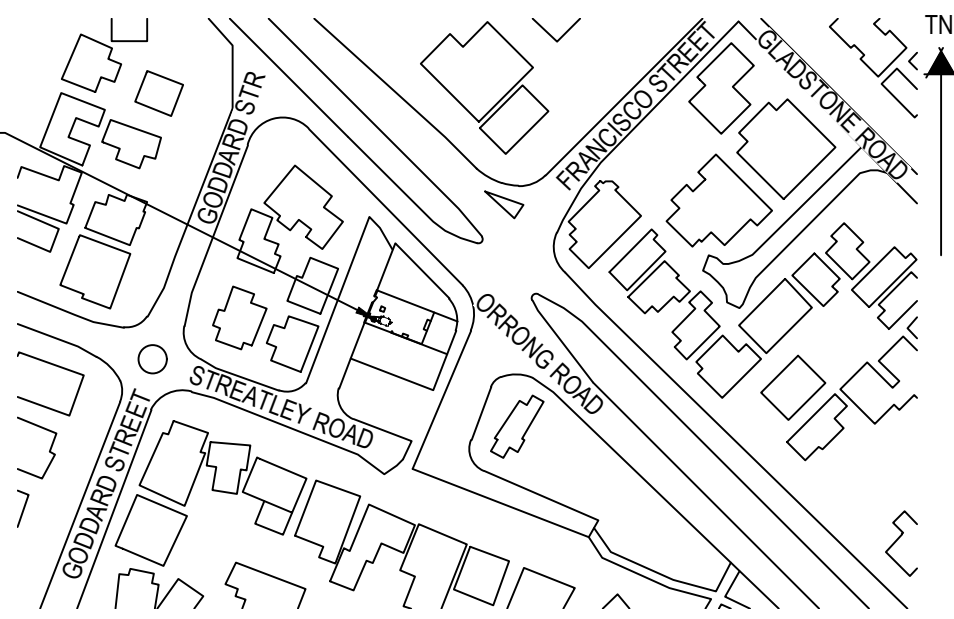 TN
GLADSTONE ROAD
FRANCISCO STREET
GODDARD STR
ORRONG ROAD
STREATLEY ROAD
GODDARD STREET